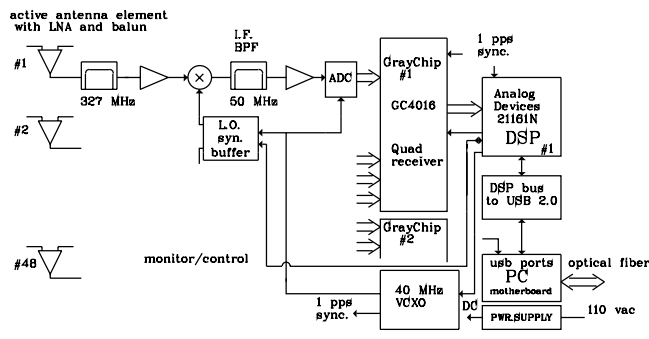 active antenna element
with LNA and balun
I.F.
BPF
1 pps
sync.
#1
327 MHz
50 MHz
ADC
GrayChip
#1
GC4016
Quad
receiver
Analog
Devices
21161N
DSP
#1
#2
L.O.
syn.
buffer
DSP bus
to USB 2.0
GrayChip
#2
#48
monitor/control
usb ports
PC
motherboard
optical fiber
40 MHz
VCXO
1 pps
sync.
DC
PWR.SUPPLY
110 vac